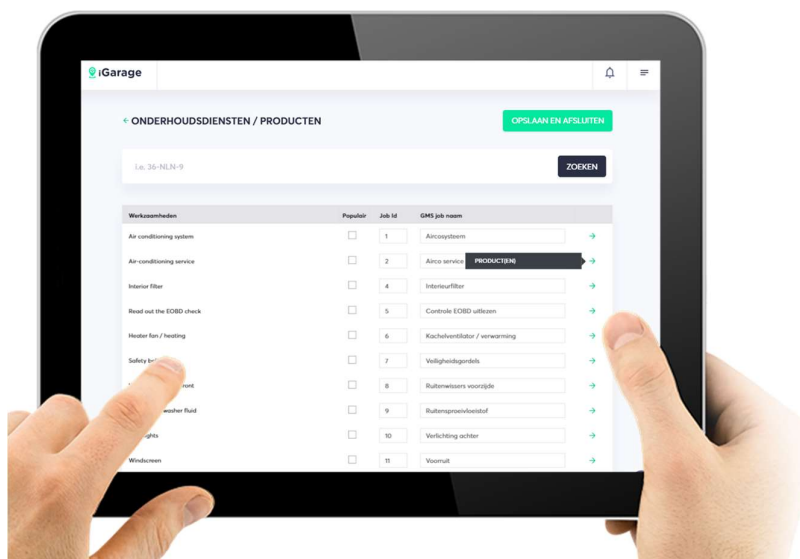 iGarage
← ONDERHOUDSDIENSTEN / PRODUCTEN OPSLAAN EN AFSLUITEN
i.e. 36-NLN-9 ZOEKEN
Werkzaamheden Populair Job Id GMS job naam
Air conditioning system 1 Aircosysteem →
Air-conditioning service 2 Airco service PRODUCT(EN) →
Interior filter 4 Interieurfilter →
Read out the EOBD check 5 Controle EOBD uitlezen →
Heater fan / heating 6 Kachelventilator / verwarming →
Safety 7 Veiligheidsgordels →
8 Ruitenwissers voorzijde →
washer fluid 9 Ruitensproeivloeistof →
10 Verlichting achter →
Windscreen 11 Voorruit →